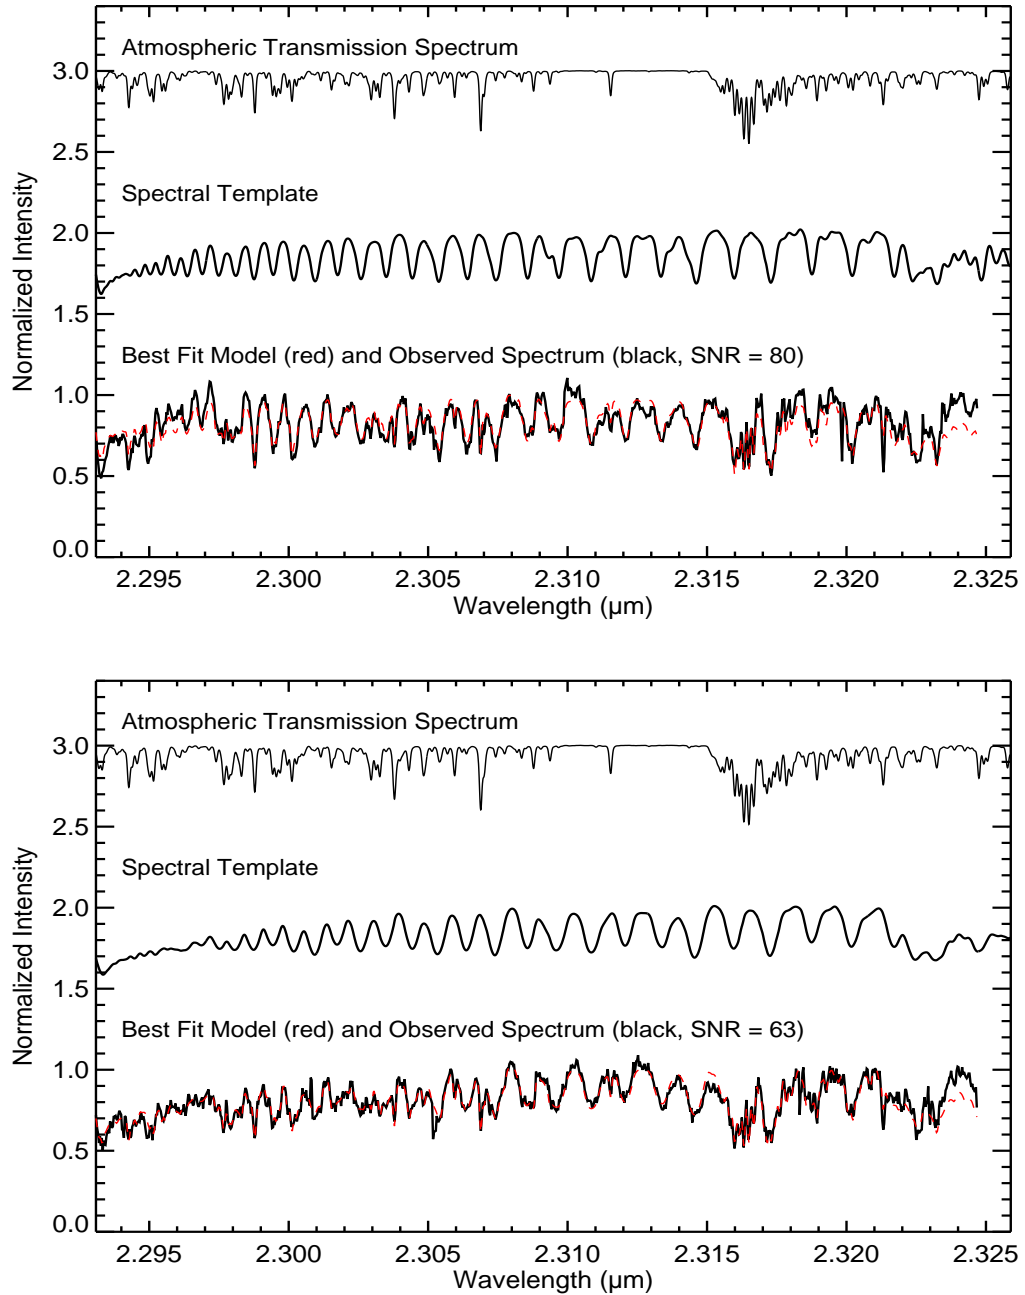 Atmospheric Transmission Spectrum
3.0
2.5
Spectral Template
2.0
1.5
Best Fit Model (red) and Observed Spectrum (black, SNR = 80)
1.0
0.5
0.0
Normalized Intensity
2.295 2.300 2.305 2.310 2.315 2.320 2.325
Wavelength (µm)
Atmospheric Transmission Spectrum
3.0
2.5
Spectral Template
2.0
1.5
Best Fit Model (red) and Observed Spectrum (black, SNR = 63)
1.0
0.5
0.0
Normalized Intensity
2.295 2.300 2.305 2.310 2.315 2.320 2.325
Wavelength (µm)